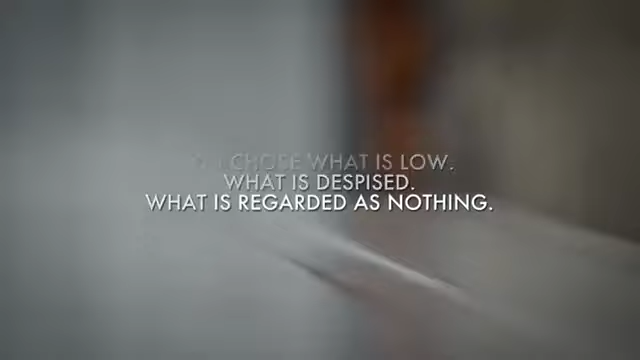 CHOSE WHAT IS LOW.
WHAT IS DESPISED.
WHAT IS REGARDED AS NOTHING.